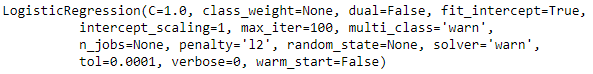 LogisticRegression(C=1.0, class_weight=None, dual=False, fit_intercept=True,
intercept_scaling=1, max_iter=100, multi_class='warn',
n_jobs=None, penalty='l2', random_state=None, solver='warn',
tol=0.0001, verbose=0, warm_start=False)